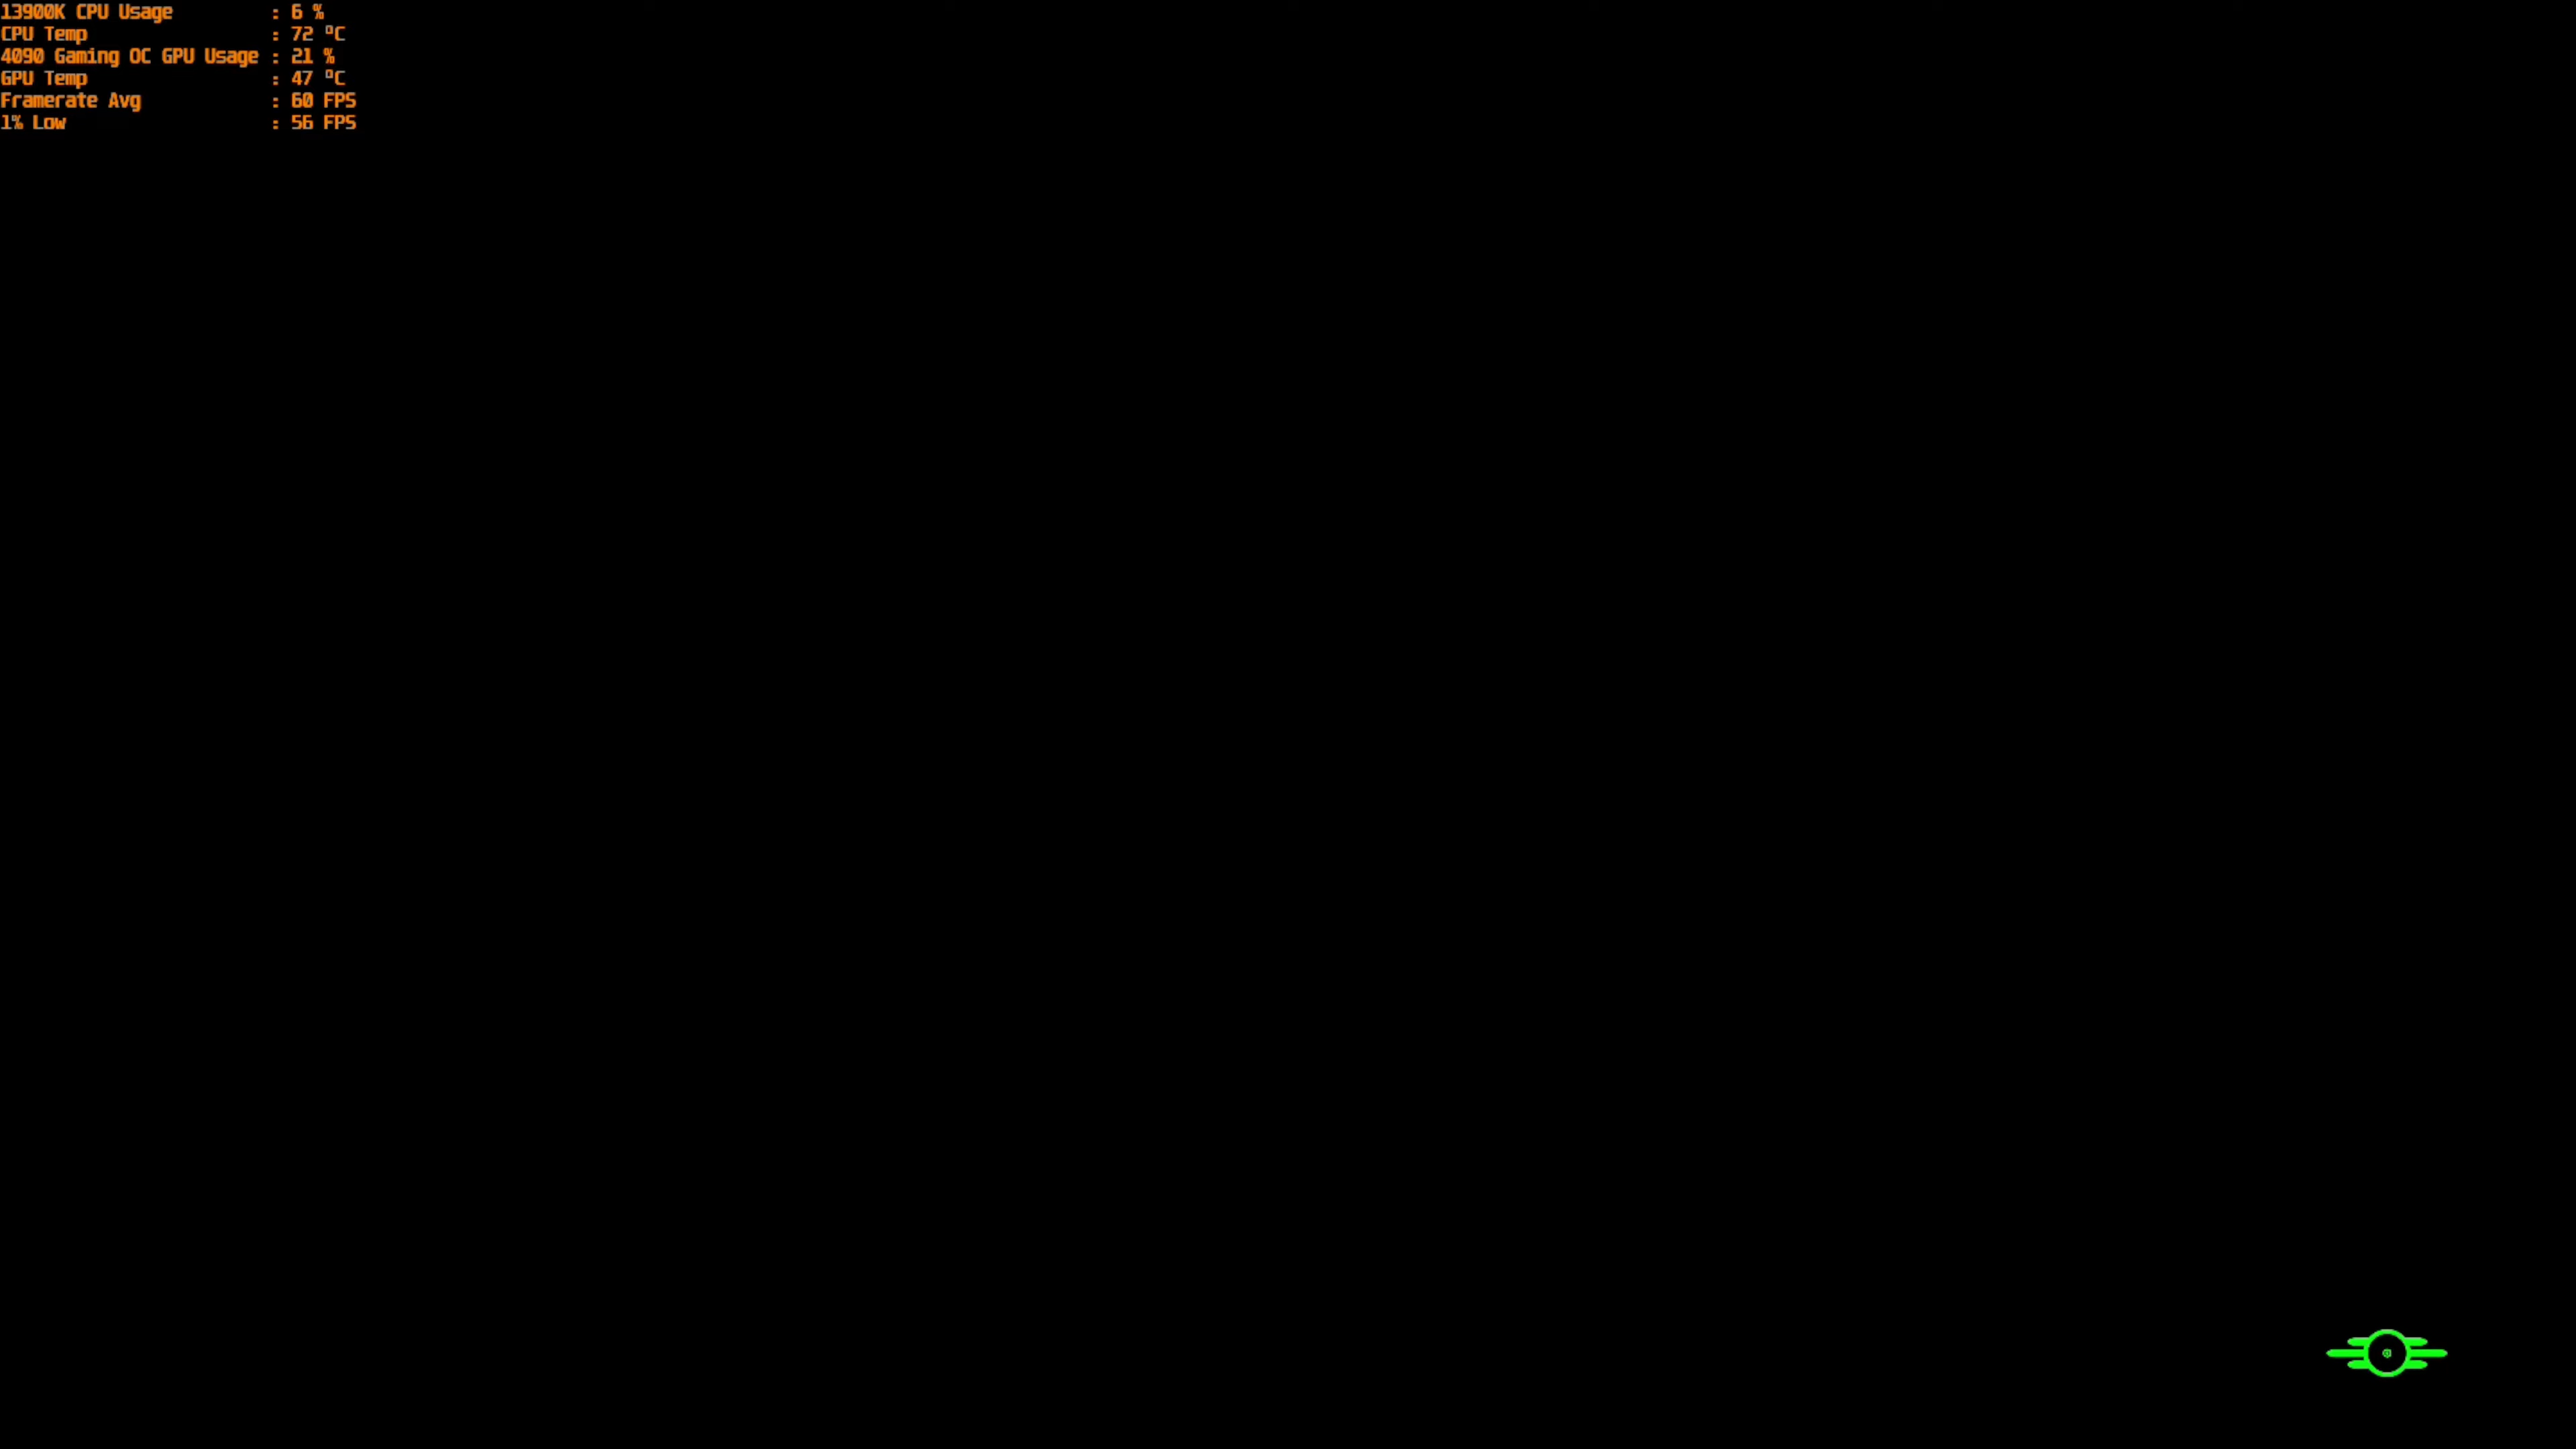 13900K CPU Usage : 6 %
CPU Temp : 72 °C
4090 Gaming OC GPU Usage : 21 %
GPU Temp : 47 °C
Framerate Avg : 60 FPS
1% Low : 56 FPS